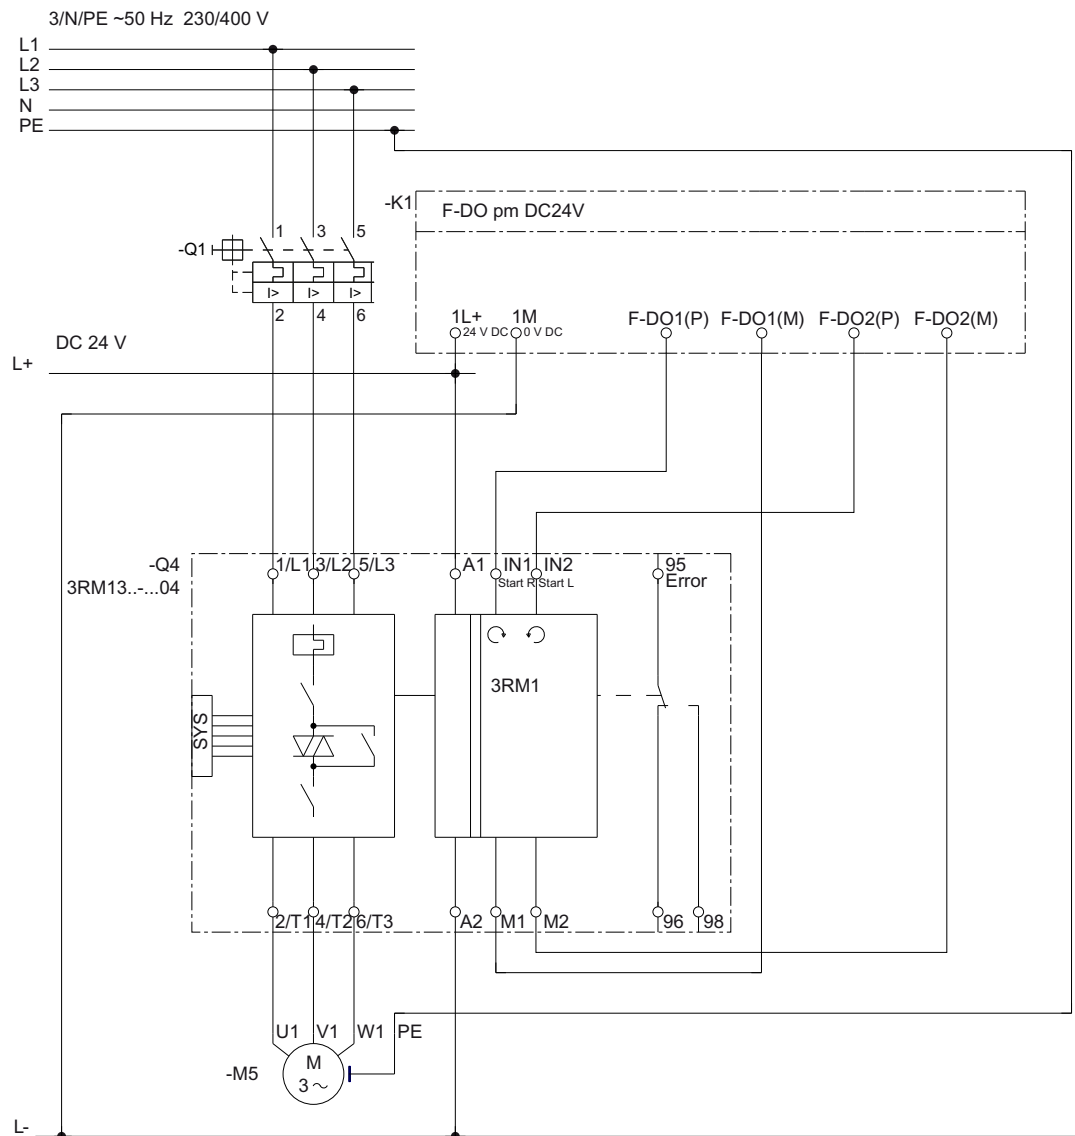 3/N/PE ~50 Hz 230/400 V
L1
L2
L3
N
PE
-K1
F-DO pm DC24V
1 3 5
-Q1
I> I> I>
2 4 6
1L+ 1M F-DO1(P) F-DO1(M) F-DO2(P) F-DO2(M)
24 V DC 0 V DC
DC 24 V
L+
-Q4
3RM13..-...04
1/L1 3/L2 5/L3 A1 IN1 IN2 95
Start R Start L Error
3RM1
SYS
2/T1 4/T2 6/T3 A2 M1 M2 96 98
U1 V1 W1 PE
-M5
M
3 ~
L-